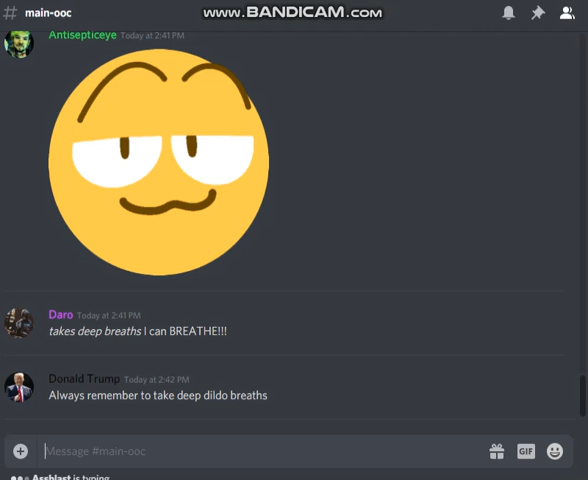 # main-ooc
www.BANDICAM.com
Antisepticeye Today at 2:41 PM
Daro Today at 2:41 PM
takes deep breaths I can BREATHE!!!
Donald Trump Today at 2:42 PM
Always remember to take deep dildo breaths
Message #main-ooc
GIF
Assblast is typing